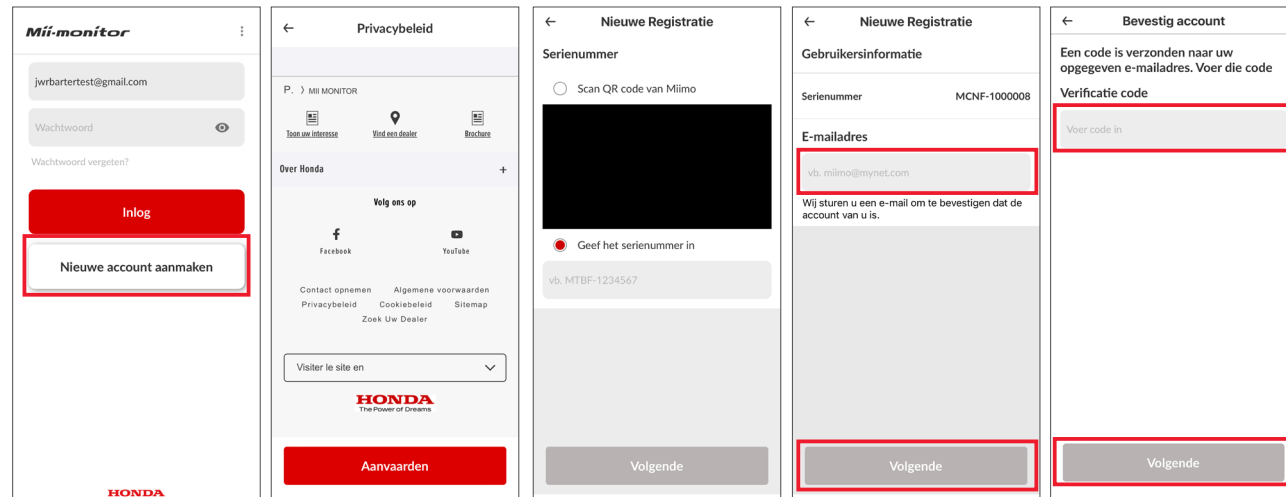 Mii-monitor
jwrbartertest@gmail.com
Wachtwoord
Wachtwoord vergeten?
Inlog
Nieuwe account aanmaken
HONDA
Privacybeleid
P. 〉 MII MONITOR
Toon uw interesse Vind een dealer Brochure
Over Honda +
Volg ons op
Facebook YouTube
Contact opnemen Algemene voorwaarden
Privacybeleid Cookiebeleid Sitemap
Zoek Uw Dealer
Visiter le site en
HONDA
The Power of Dreams
Aanvaarden
Nieuwe Registratie
Serienummer
Scan QR code van Miimo
Geef het serienummer in
vb. MTBF-1234567
Volgende
Nieuwe Registratie
Gebruikersinformatie
Serienummer MCNF-1000008
E-mailadres
vb. miimo@mynet.com
Wij sturen u een e-mail om te bevestigen dat de
account van u is.
Volgende
Bevestig account
Een code is verzonden naar uw
opgegeven e-mailadres. Voer die code
Verificatie code
Voer code in
Volgende